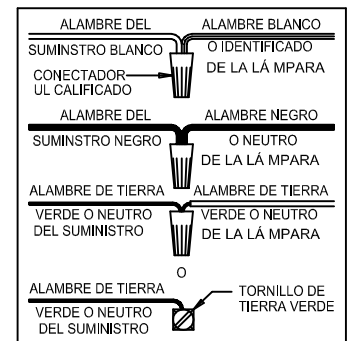 ALAMBRE DEL ALAMBRE BLANCO
SUMINSTRO BLANCO O IDENTIFICADO
CONECTADOR DE LA LÁ MPARA
UL CALIFICADO
ALAMBRE DEL ALAMBRE NEGRO
SUMINSTRO NEGRO O NEUTRO
DE LA LÁ MPARA
ALAMBRE DE TIERRA ALAMBRE DE TIERRA
VERDE O NEUTRO VERDE O NEUTRO
DEL SUMINISTRO DE LA LÁ MPARA
O
ALAMBRE DE TIERRA TORNILLO DE
VERDE O NEUTRO TIERRA VERDE
DEL SUMINISTRO